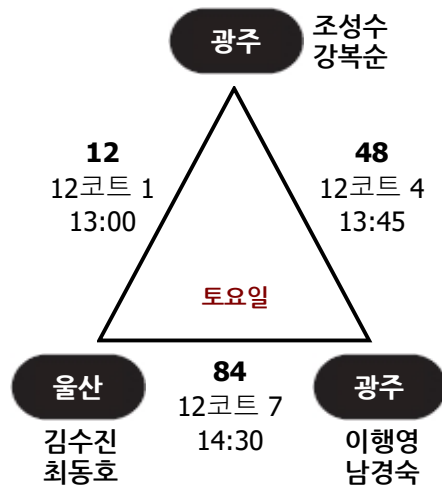 광주
조성수
강복순
12
12코트 1
13:00
48
12코트 4
13:45
토요일
울산
김수진
최동호
84
12코트 7
14:30
광주
이행영
남경숙